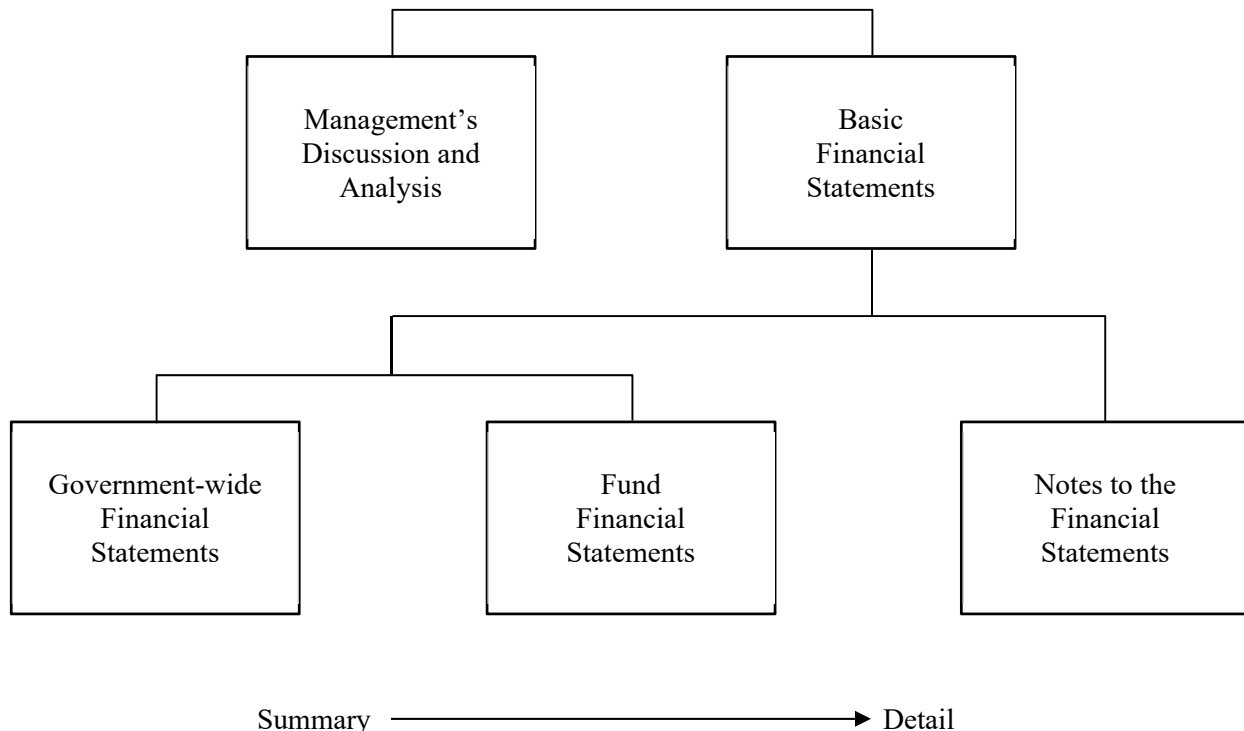 Management’s
Discussion and
Analysis
Basic
Financial
Statements
Government-wide
Financial
Statements
Fund
Financial
Statements
Notes to the
Financial
Statements
Summary
Detail